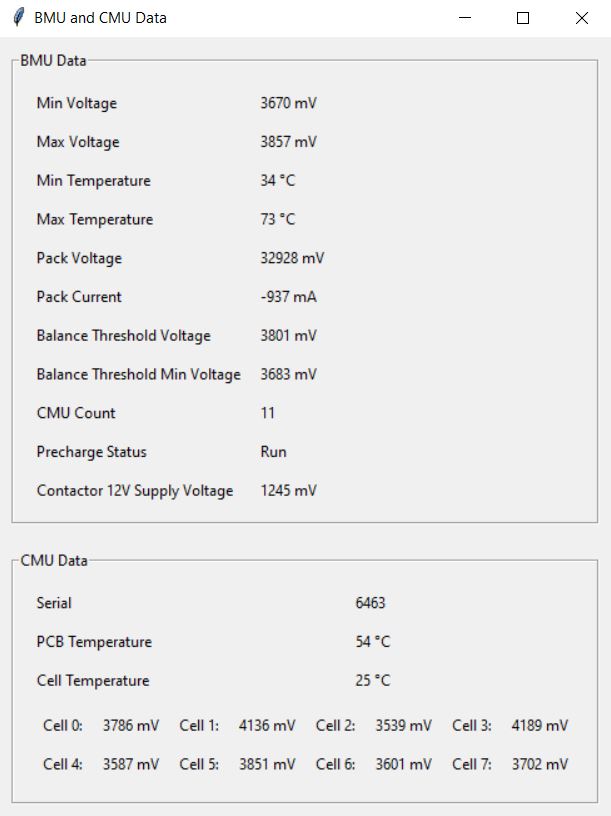 BMU and CMU Data
BMU Data
Min Voltage 3670 mV
Max Voltage 3857 mV
Min Temperature 34 °C
Max Temperature 73 °C
Pack Voltage 32928 mV
Pack Current -937 mA
Balance Threshold Voltage 3801 mV
Balance Threshold Min Voltage 3683 mV
CMU Count 11
Precharge Status Run
Contactor 12V Supply Voltage 1245 mV
CMU Data
Serial 6463
PCB Temperature 54 °C
Cell Temperature 25 °C
Cell 0: 3786 mV Cell 1: 4136 mV Cell 2: 3539 mV Cell 3: 4189 mV
Cell 4: 3587 mV Cell 5: 3851 mV Cell 6: 3601 mV Cell 7: 3702 mV